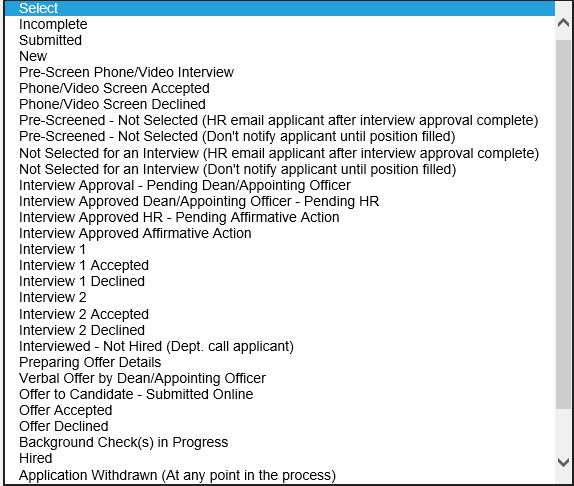 Select
Incomplete
Submitted
New
Pre-Screen Phone/Video Interview
Phone/Video Screen Accepted
Phone/Video Screen Declined
Pre-Screened - Not Selected (HR email applicant after interview approval complete)
Pre-Screened - Not Selected (Don't notify applicant until position filled)
Not Selected for an Interview (HR email applicant after interview approval complete)
Not Selected for an Interview (Don't notify applicant until position filled)
Interview Approval - Pending Dean/Appointing Officer
Interview Approved Dean/Appointing Officer - Pending HR
Interview Approved HR - Pending Affirmative Action
Interview Approved Affirmative Action
Interview 1
Interview 1 Accepted
Interview 1 Declined
Interview 2
Interview 2 Accepted
Interview 2 Declined
Interviewed - Not Hired (Dept. call applicant)
Preparing Offer Details
Verbal Offer by Dean/Appointing Officer
Offer to Candidate - Submitted Online
Offer Accepted
Offer Declined
Background Check(s) in Progress
Hired
Application Withdrawn (At any point in the process)